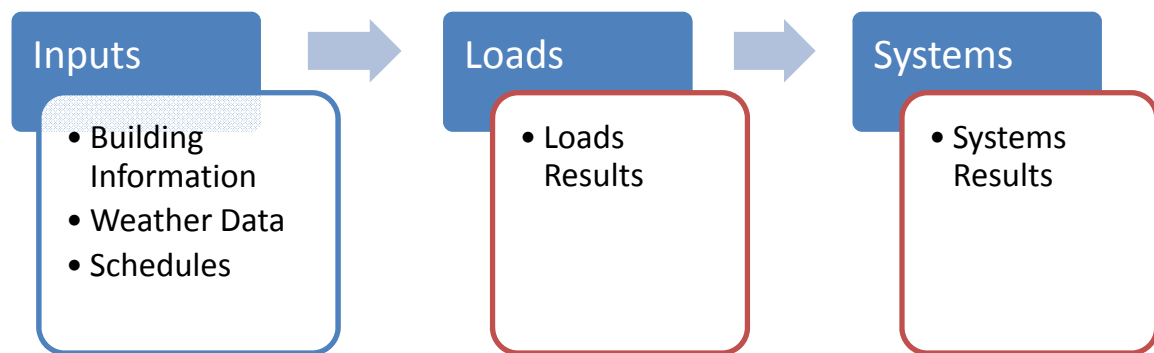 Inputs
• Building
Information
• Weather Data
• Schedules
Loads
• Loads
Results
Systems
• Systems
Results